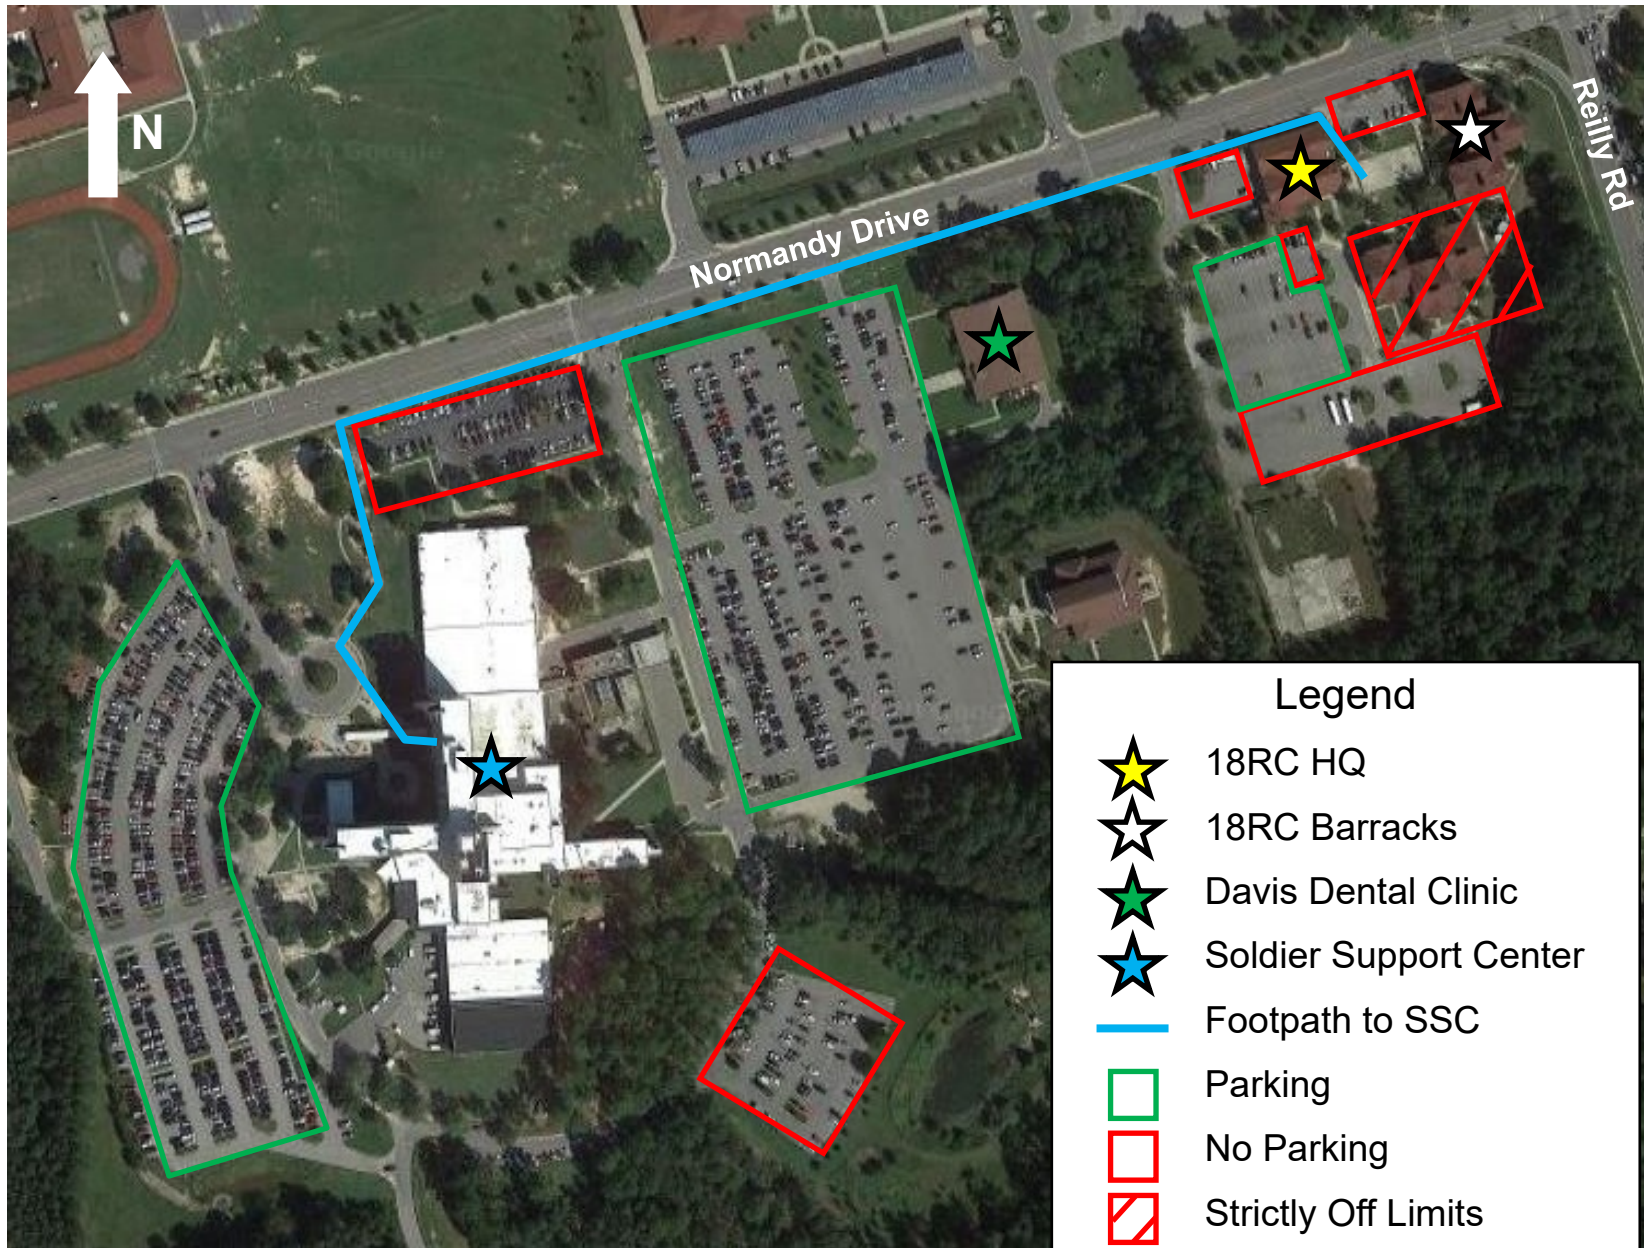 N
Reilly Rd
Normandy Drive
Legend
18RC HQ
18RC Barracks
Davis Dental Clinic
Soldier Support Center
Footpath to SSC
Parking
No Parking
Strictly Off Limits